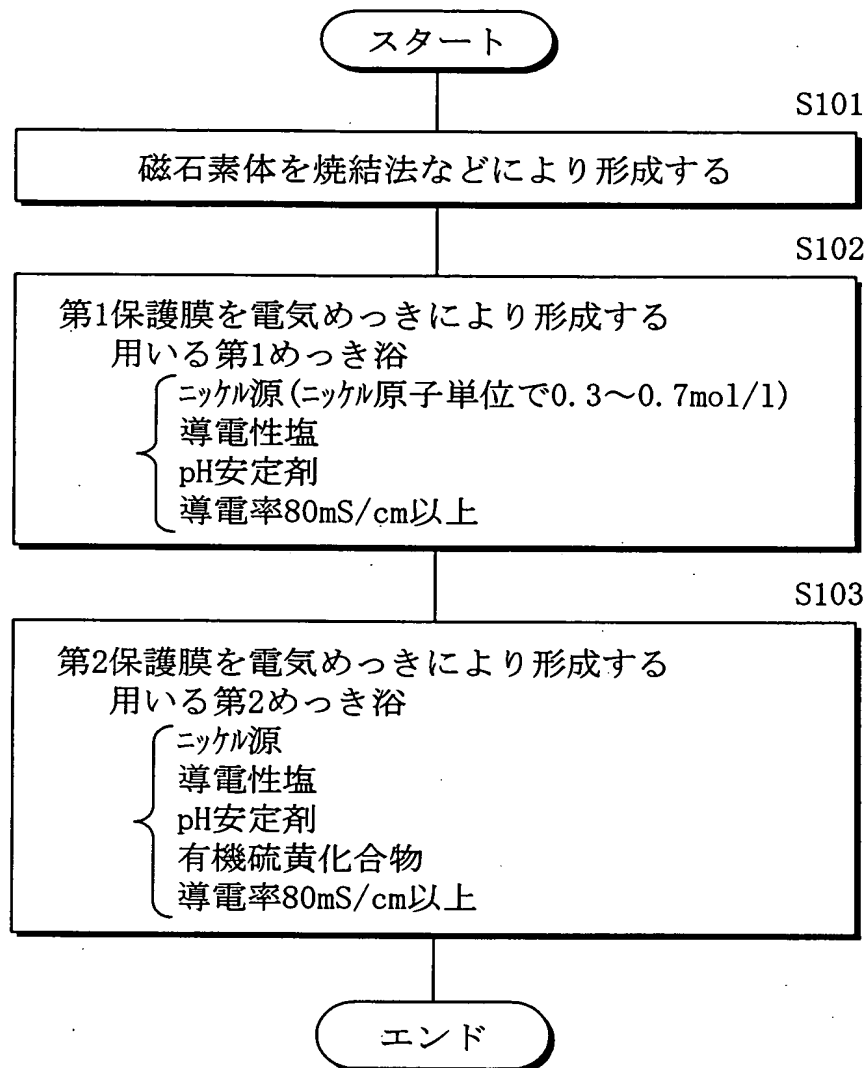 スタート
S101
磁石素体を焼結法などにより形成する
S102
第1保護膜を電気めっきにより形成する
用いる第1めっき浴
ニッケル源(ニッケル原子単位で0.3～0.7mol/l)
導電性塩
pH安定剤
導電率80mS/cm以上
S103
第2保護膜を電気めっきにより形成する
用いる第2めっき浴
ニッケル源
導電性塩
pH安定剤
有機硫黄化合物
導電率80mS/cm以上
エンド